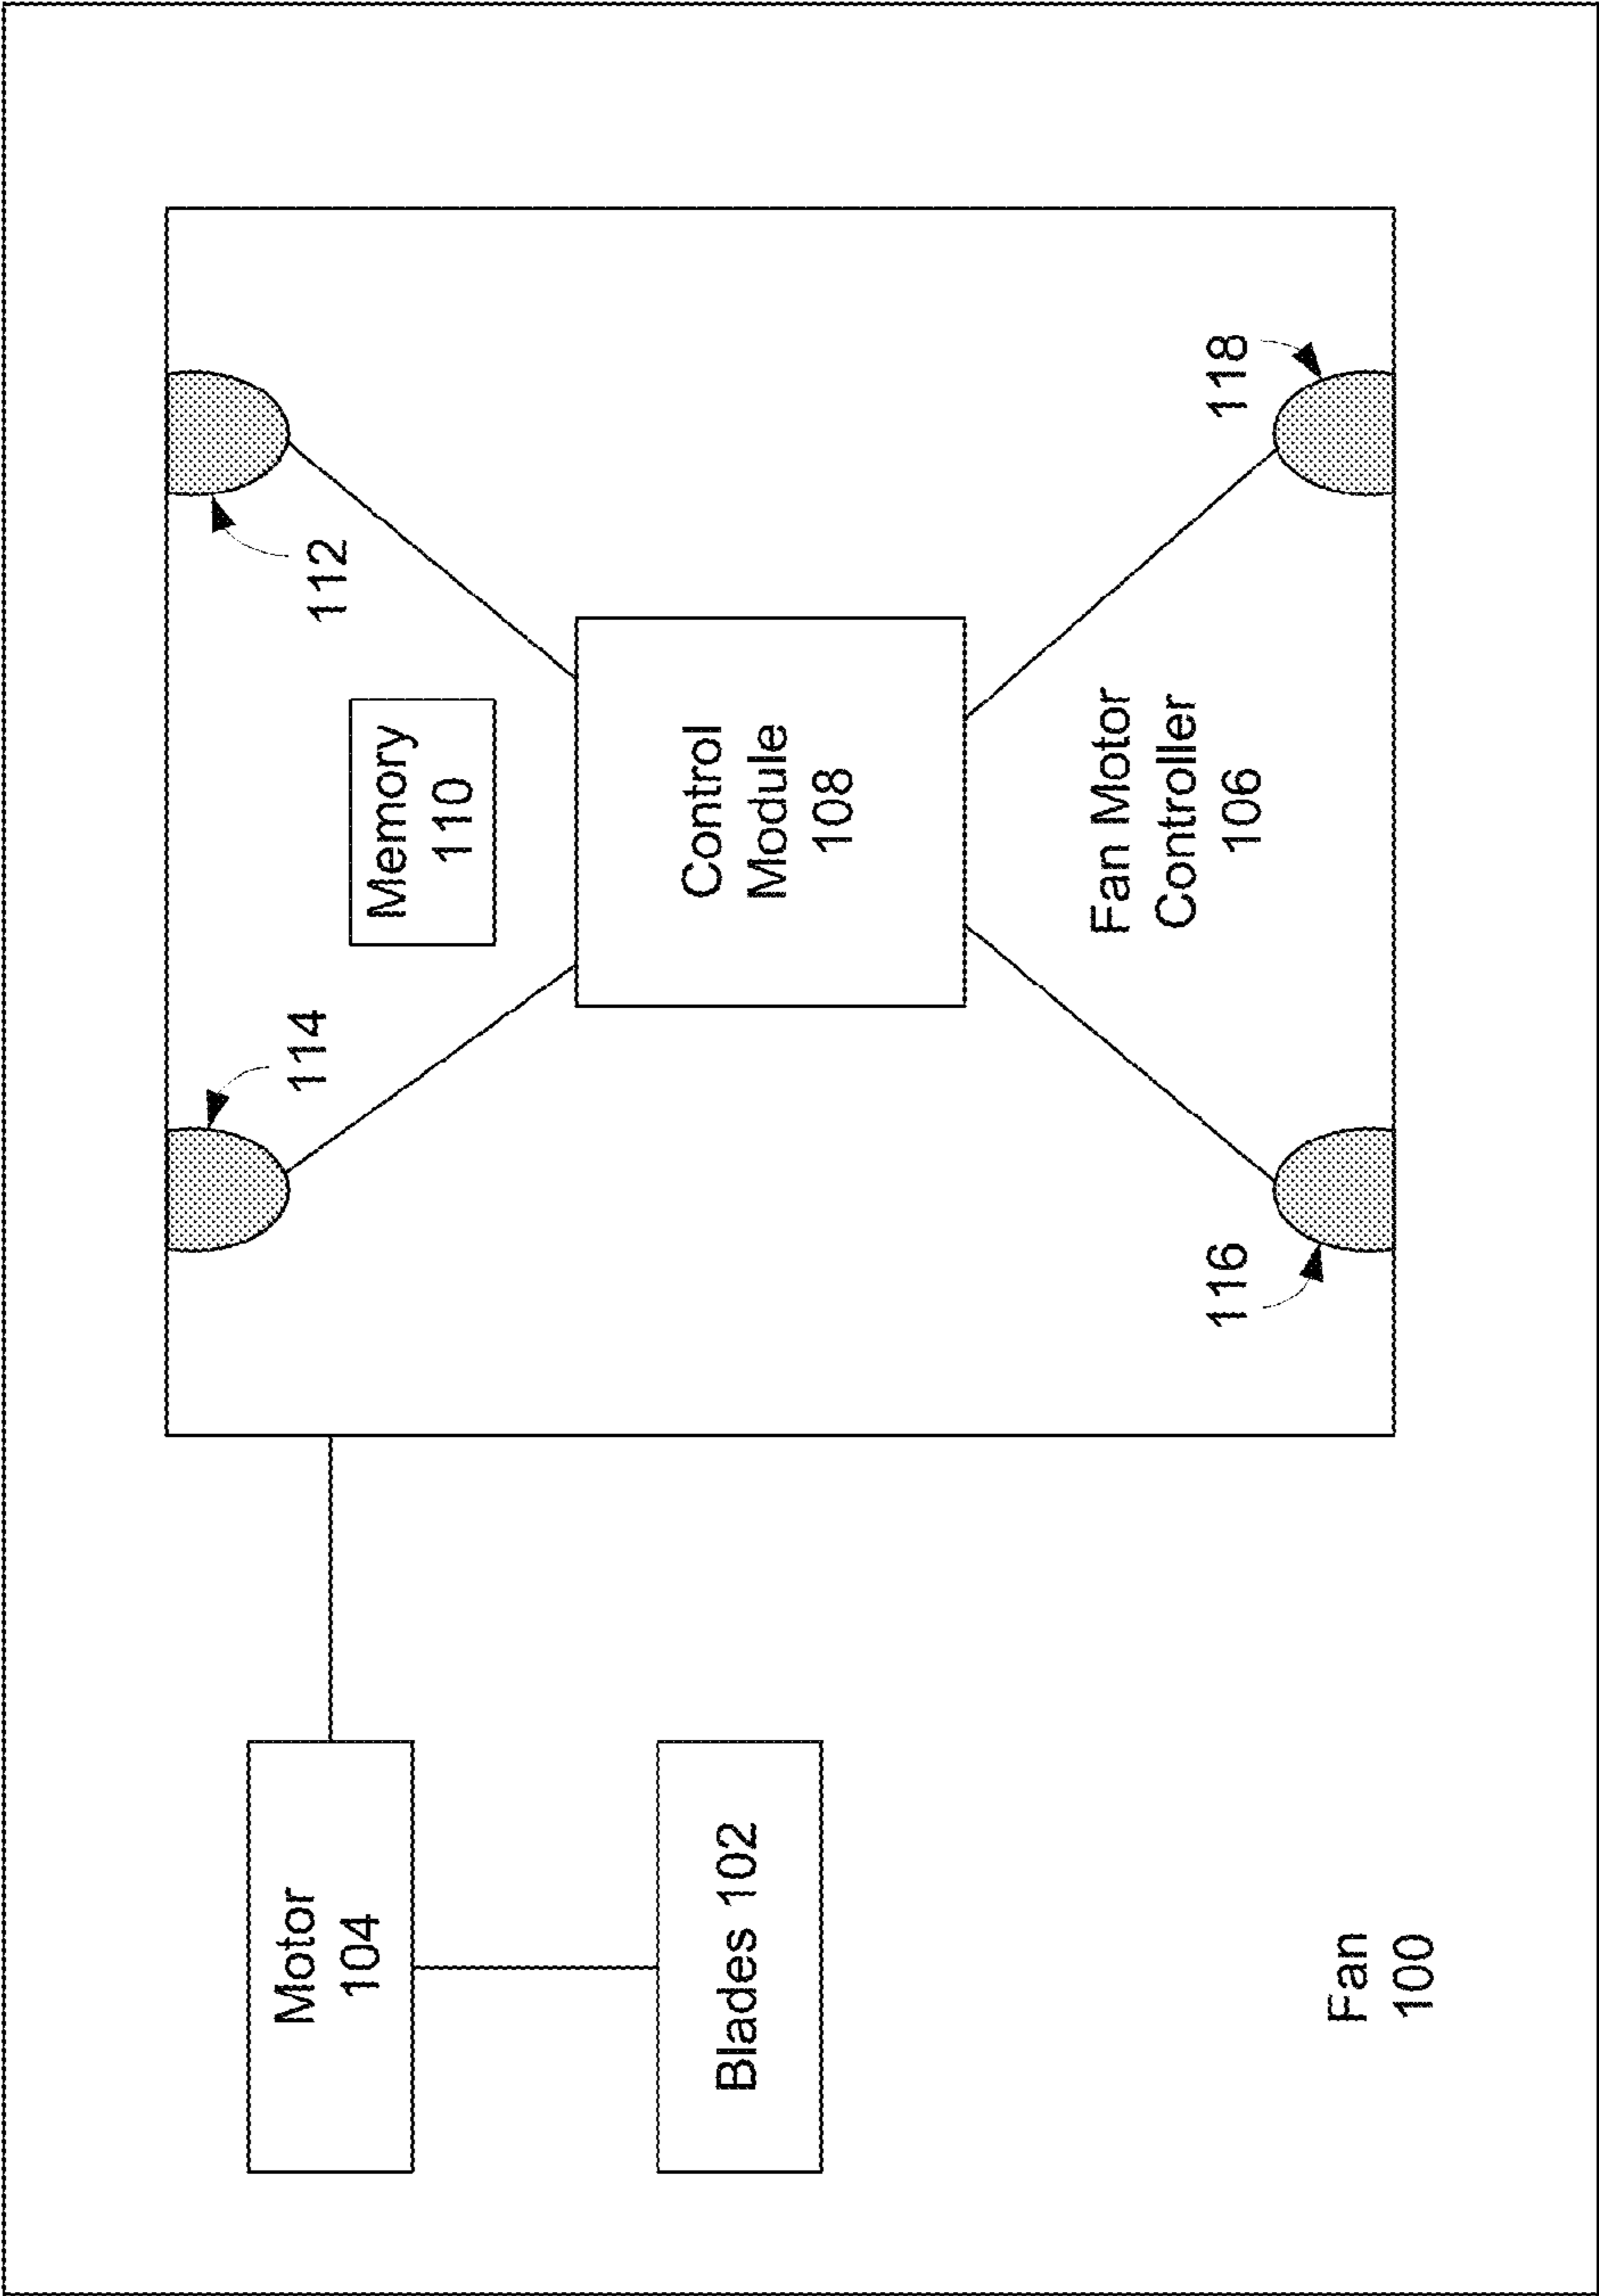 Motor
104
Blades 102
Fan
100
114
112
Memory
110
Control
Module
108
Fan Motor
Controller
106
116
118